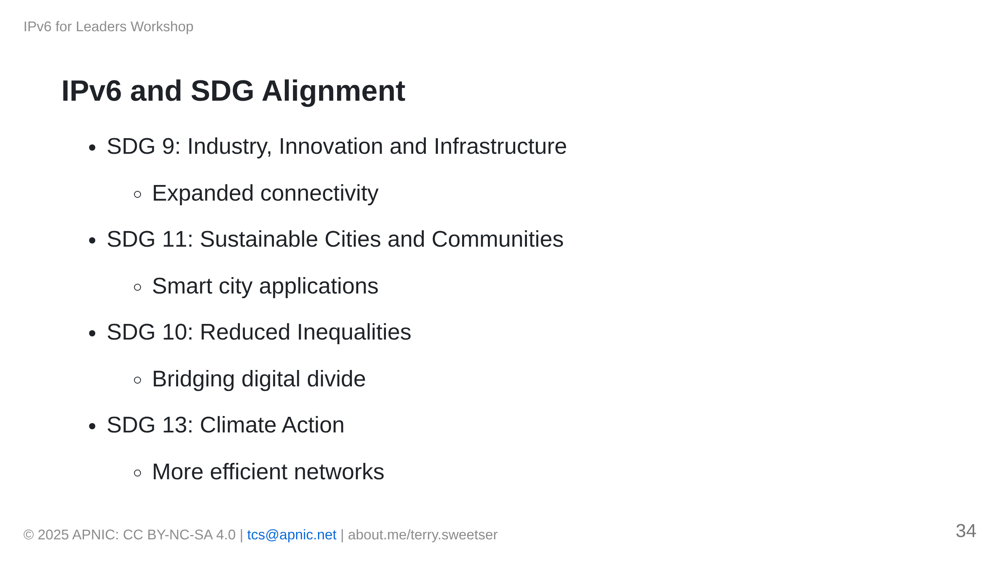 IPv6 for Leaders Workshop
IPv6 and SDG Alignment
• SDG 9: Industry, Innovation and Infrastructure
○ Expanded connectivity
• SDG 11: Sustainable Cities and Communities
○ Smart city applications
• SDG 10: Reduced Inequalities
○ Bridging digital divide
• SDG 13: Climate Action
○ More efficient networks
© 2025 APNIC: CC BY-NC-SA 4.0 | tcs@apnic.net | about.me/terry.sweetser
34